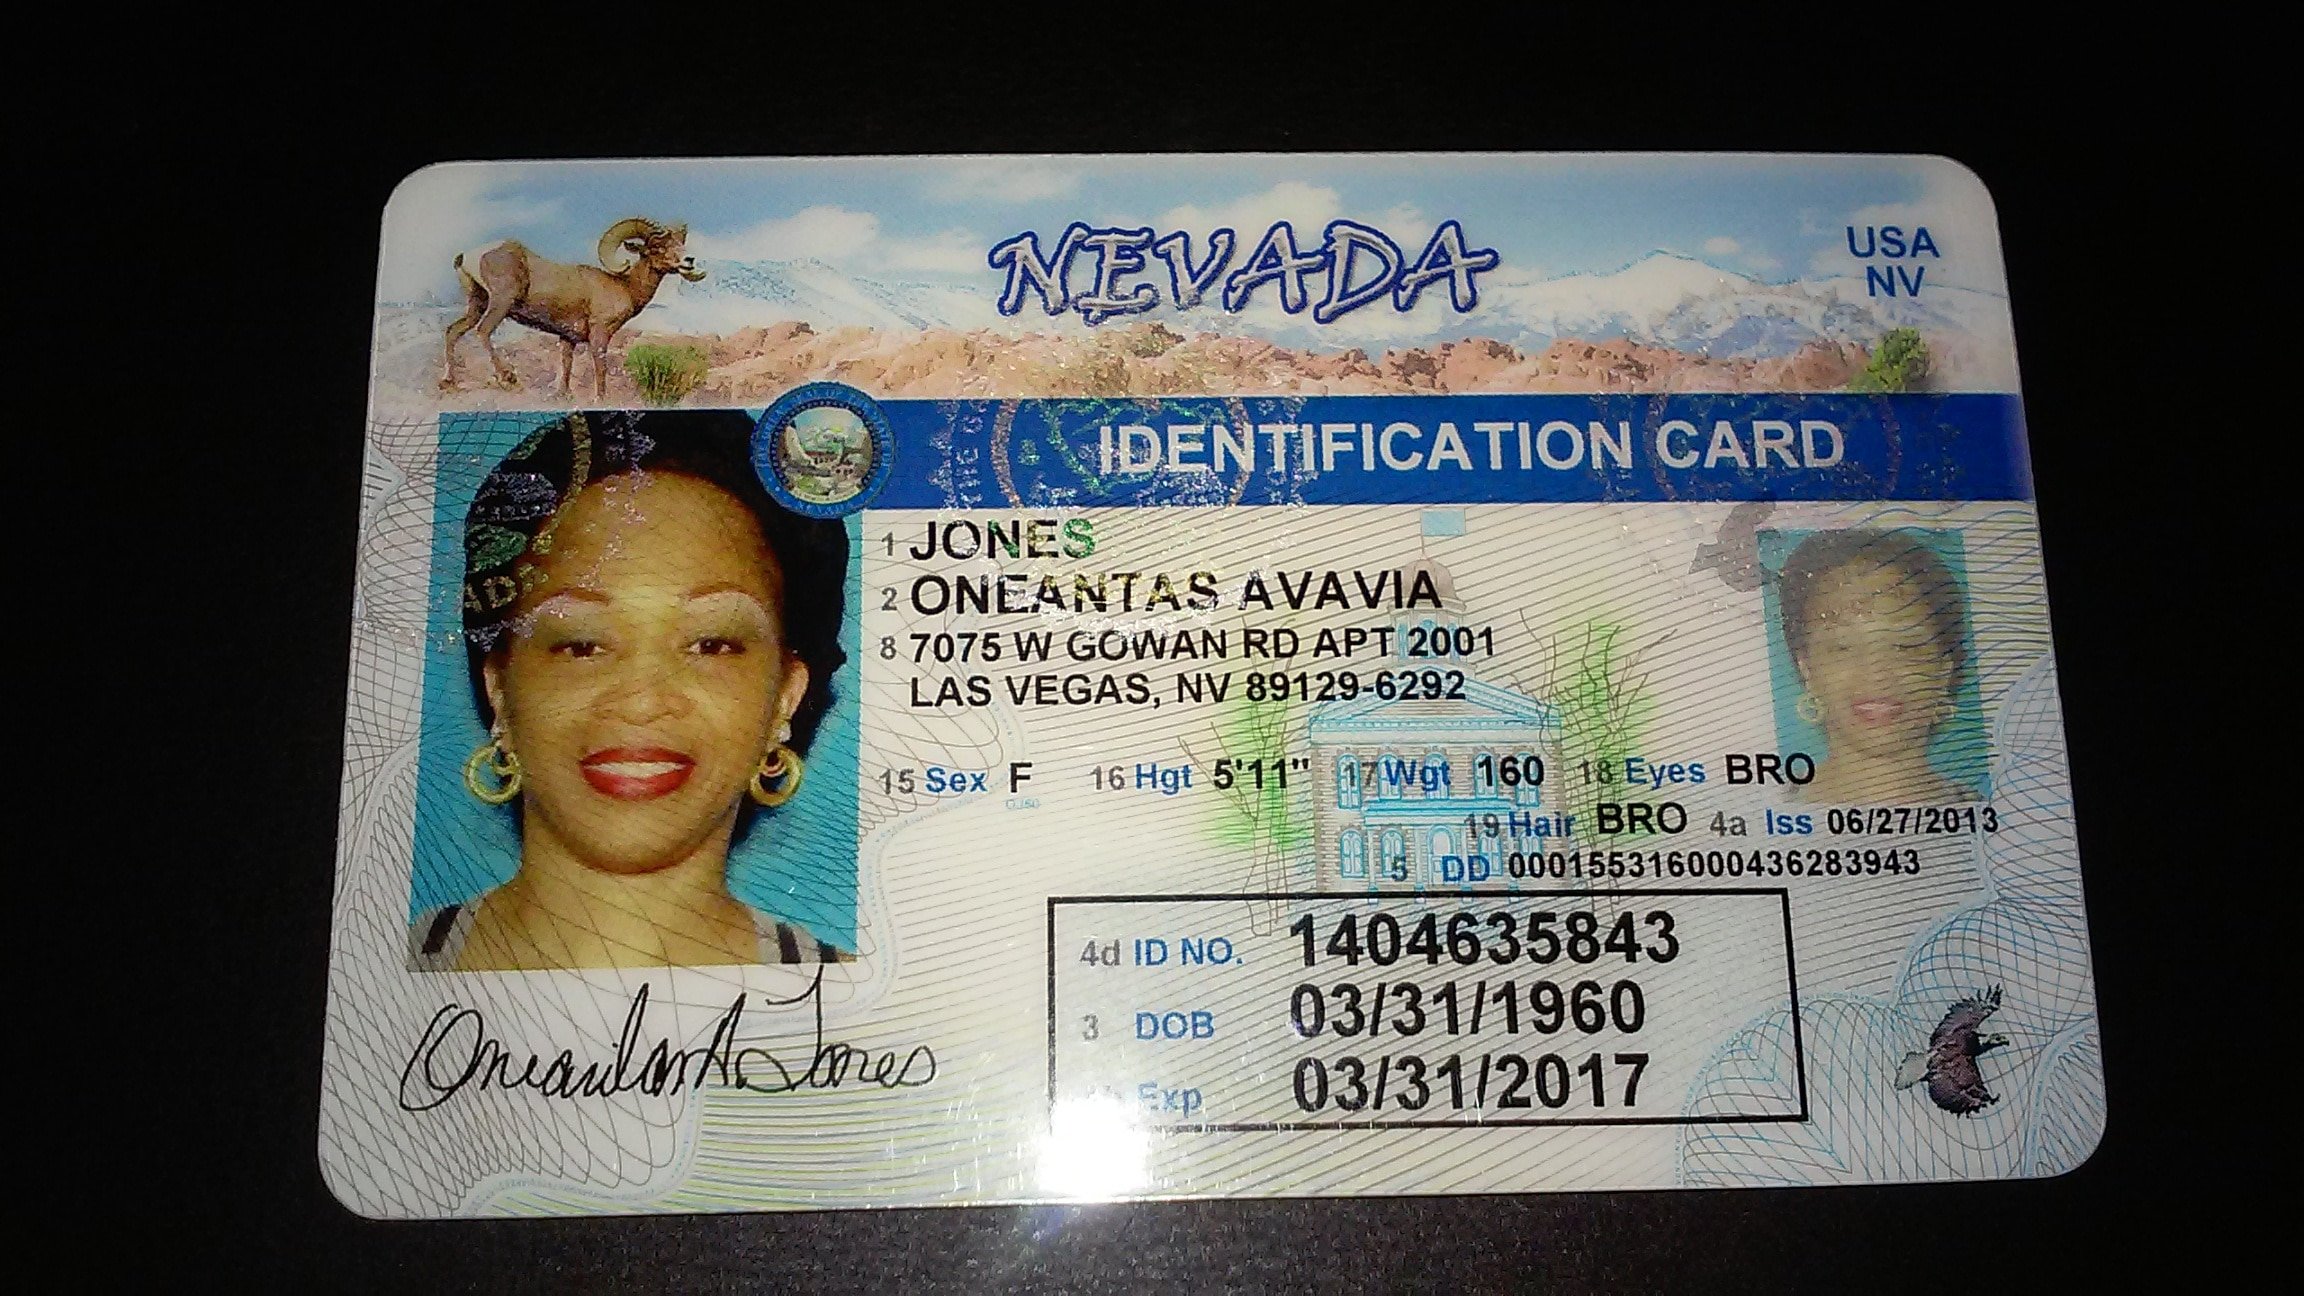 NEVADA
USA
NV
IDENTIFICATION CARD
1 JONES
2 ONEANTAS AVAVIA
8 7075 W GOWAN RD APT 2001
LAS VEGAS, NV 89129-6292
15 Sex F 16 Hgt 5'11" 17 Wgt 160 18 Eyes BRO
19 Hair BRO 4a Iss 06/27/2013
5 DD 000155316000436283943
4d ID NO. 1404635843
3 DOB 03/31/1960
Exp 03/31/2017